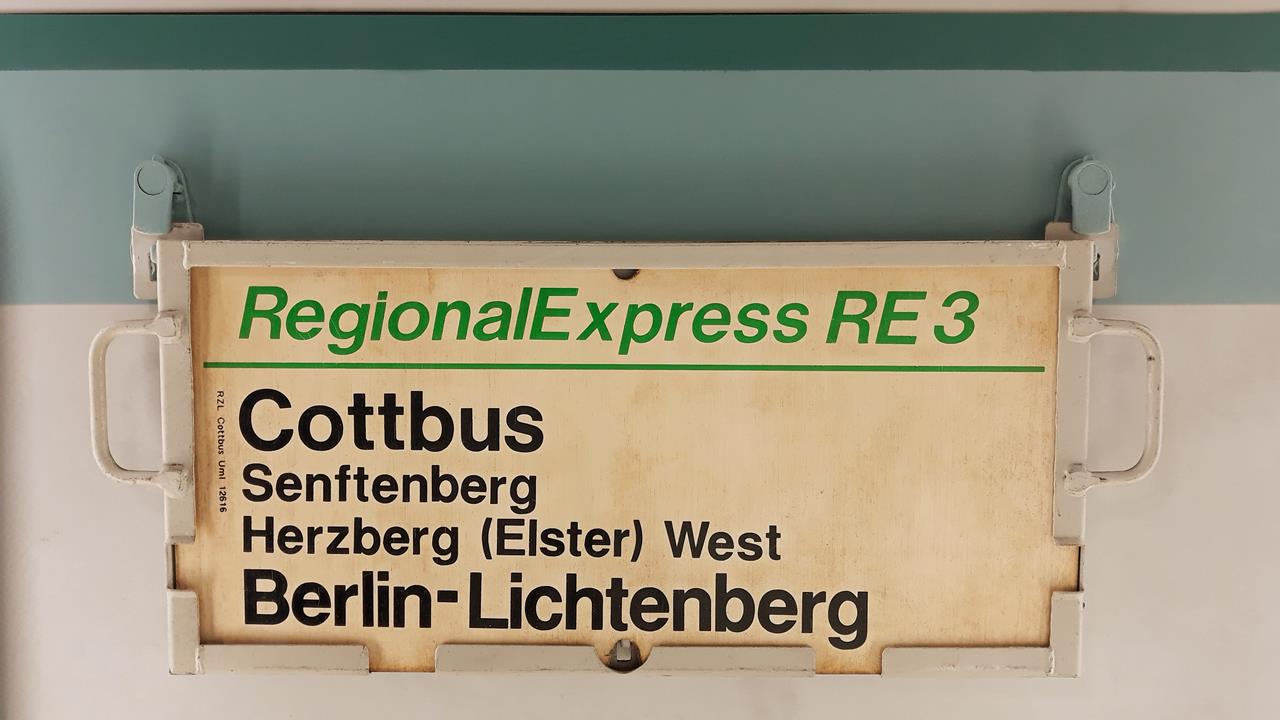 RegionalExpress RE 3
RZL Cottbus Uml 12616
Cottbus
Senftenberg
Herzberg (Elster) West
Berlin-Lichtenberg